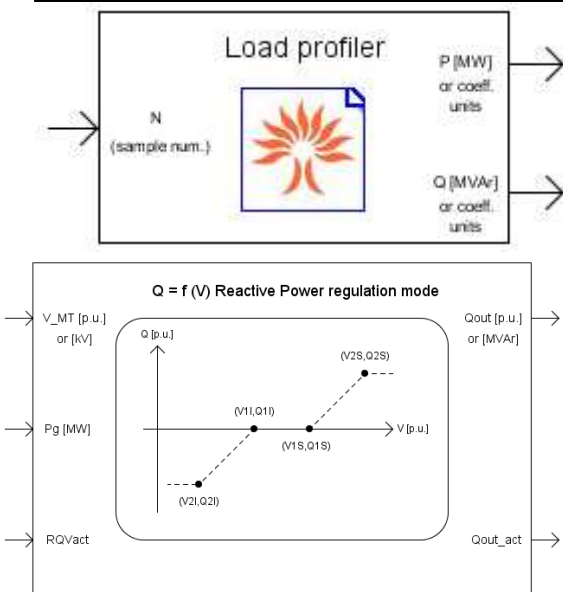 Load profiler
N
(sample num.)
P [MW]
or coeff.
units
Q [MVAr]
or coeff.
units
Q = f (V) Reactive Power regulation mode
V_MT [p.u.]
or [kV]
Pg [MW]
RQVact
Q [p.u.]
(V2S,Q2S)
(V1I,Q1I)
V [p.u.]
(V1S,Q1S)
(V2I,Q2I)
Qout [p.u.]
or [MVAr]
Qout_act